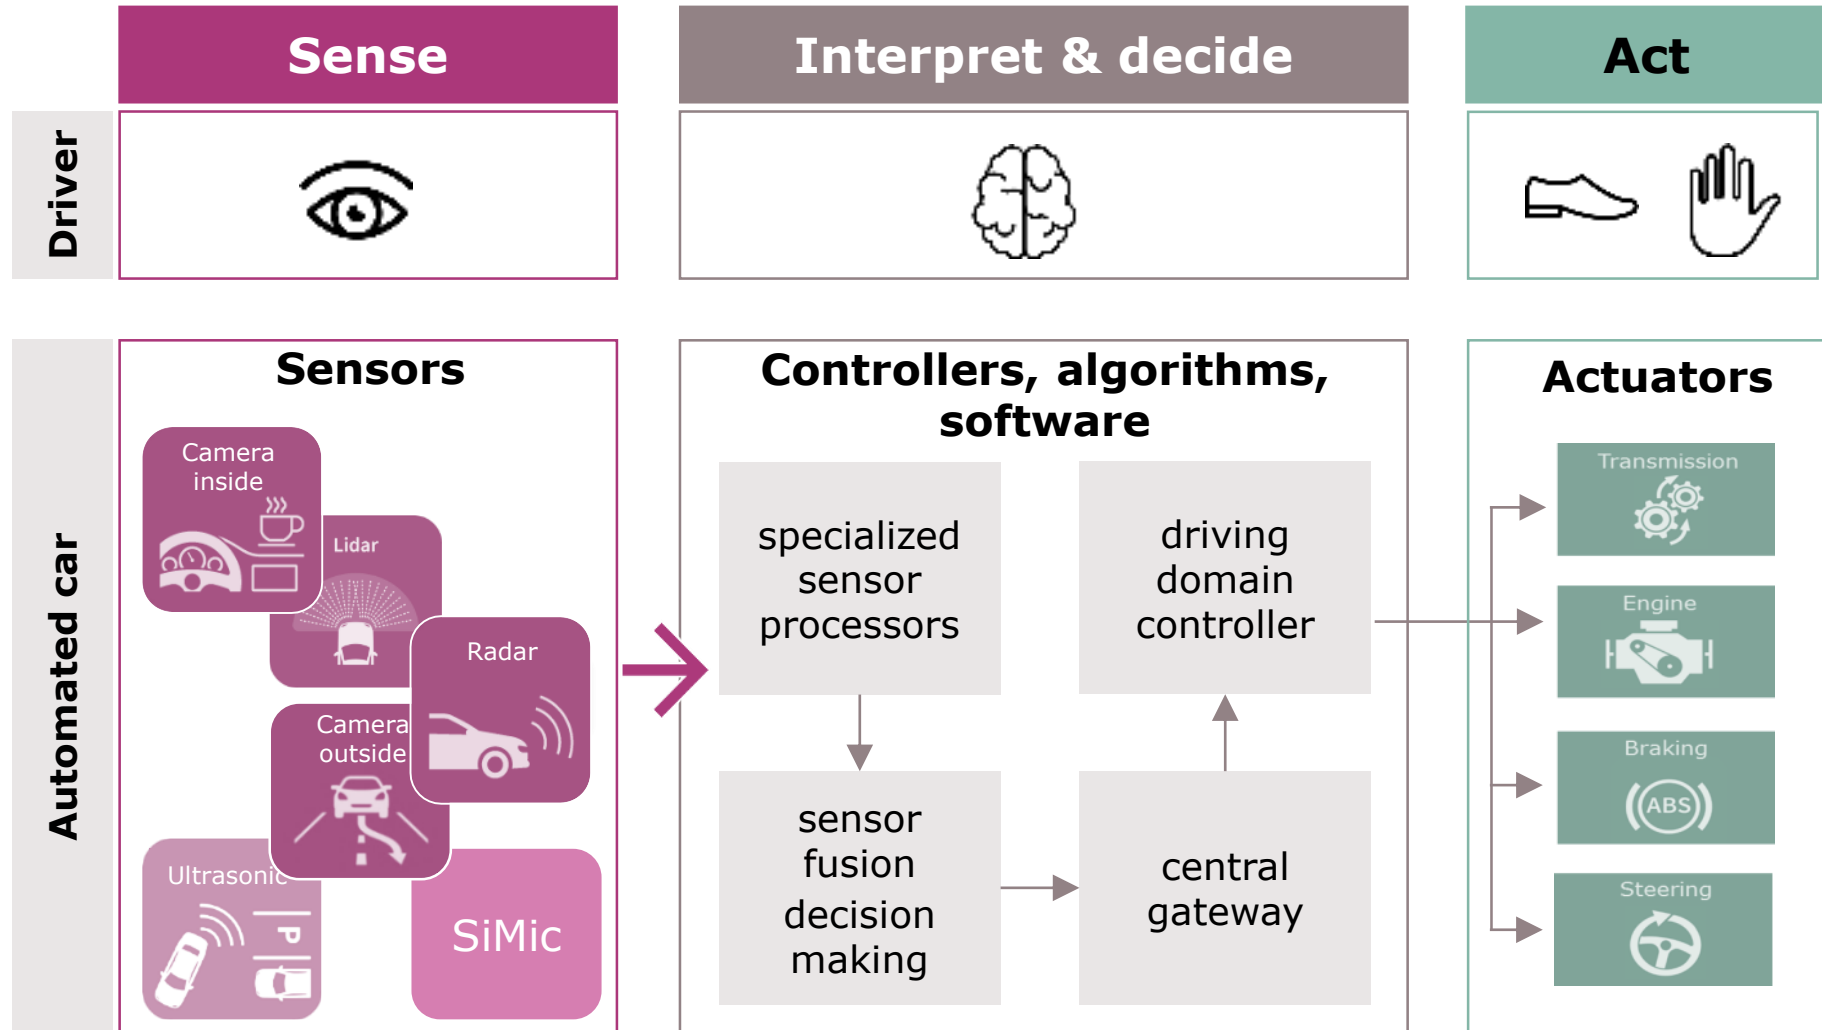 Sense
Interpret & decide
Act
Driver
Automated car
Sensors
Camera
inside
Lidar
Radar
Camera
outside
Ultrasonic
P
SiMic
Controllers, algorithms,
software
specialized
sensor
processors
driving
domain
controller
sensor
fusion
decision
making
central
gateway
Actuators
Transmission
Engine
Braking
ABS
Steering